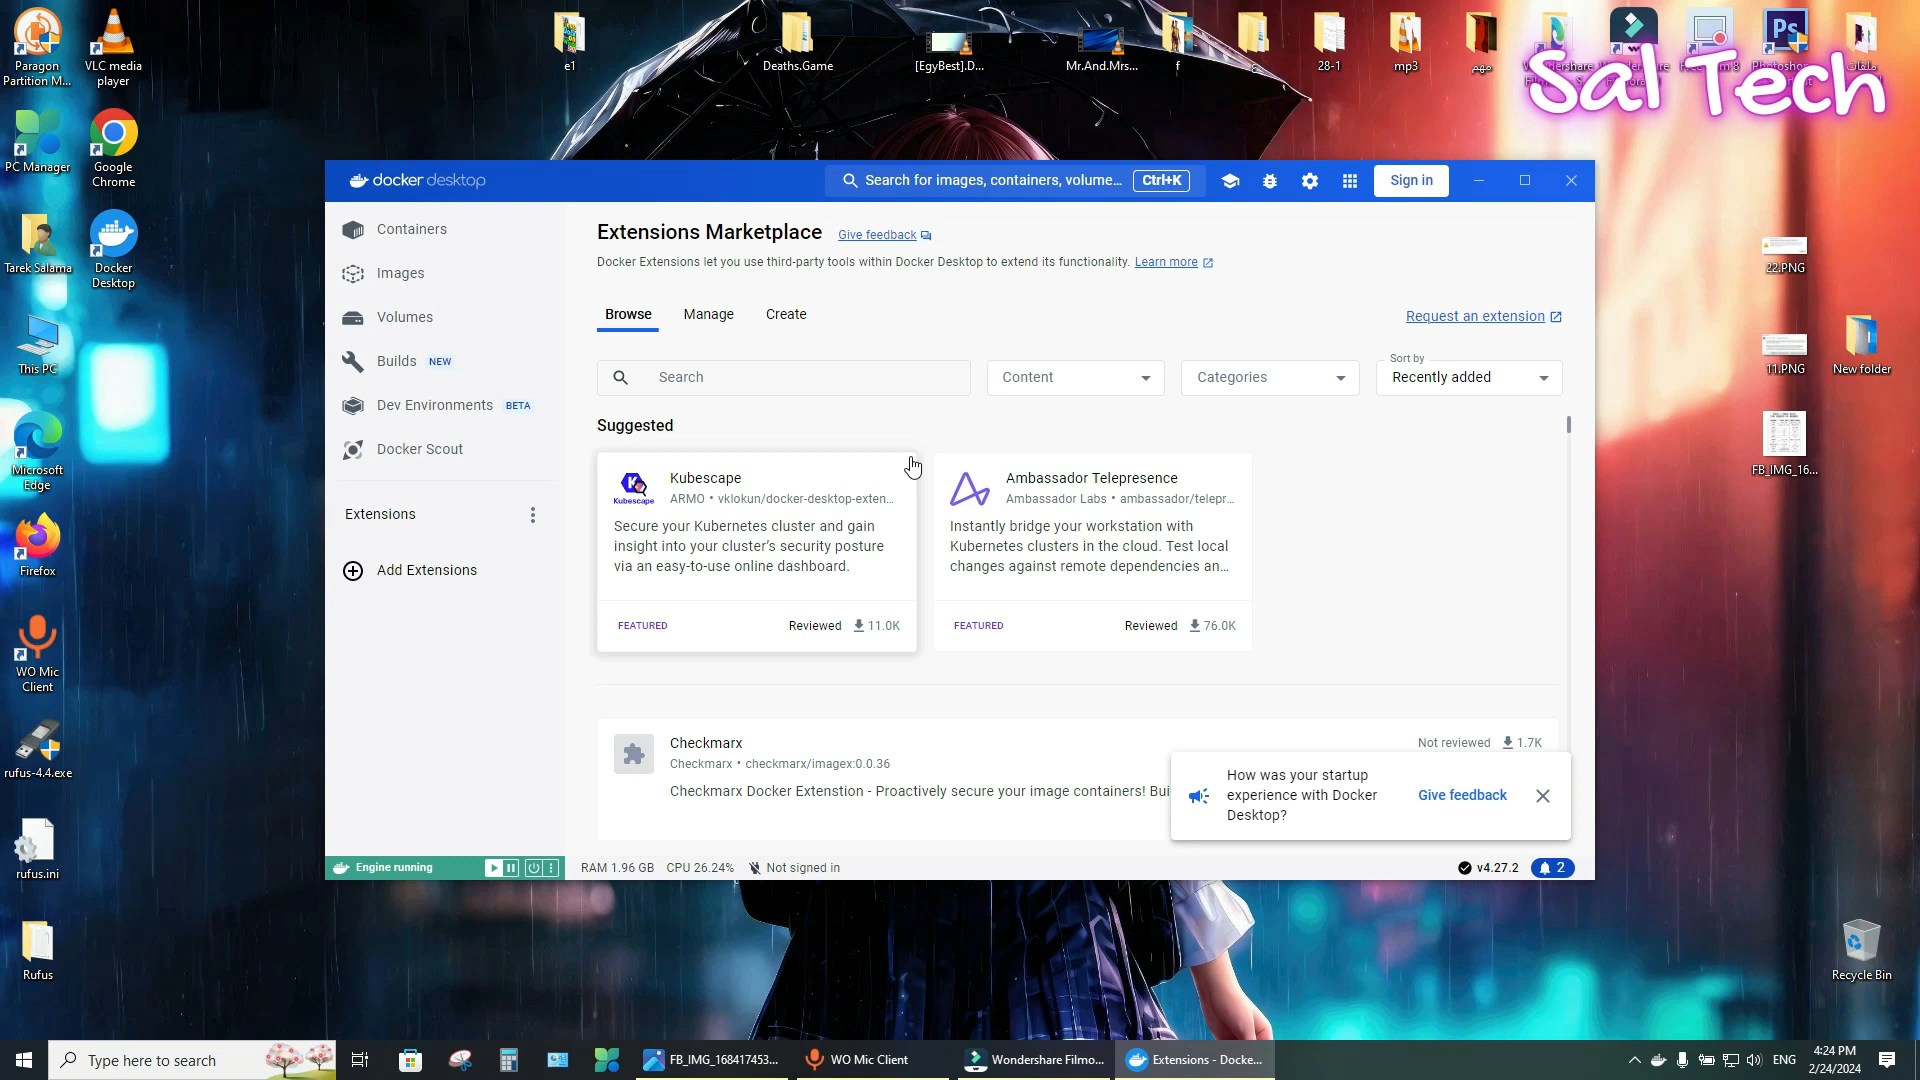 Paragon
Partition M...
VLC media
player
e1
Deaths.Game
[EgyBest].D...
Mr.And.Mrs...
f
ع
28-1
mp3
مهم
Sal Tech
PC Manager
Google
Chrome
docker desktop
Search for images, containers, volume...
Ctrl+K
Sign in
Containers
Images
Volumes
Builds NEW
Dev Environments BETA
Docker Scout
Extensions
Add Extensions
Extensions Marketplace
Give feedback
Docker Extensions let you use third-party tools within Docker Desktop to extend its functionality. Learn more
Browse
Manage
Create
Request an extension
Search
Content
Categories
Sort by
Recently added
Suggested
Kubescape
ARMO • vklokun/docker-desktop-exten...
Secure your Kubernetes cluster and gain
insight into your cluster's security posture
via an easy-to-use online dashboard.
FEATURED
Reviewed
11.0K
Ambassador Telepresence
Ambassador Labs • ambassador/telepr...
Instantly bridge your workstation with
Kubernetes clusters in the cloud. Test local
changes against remote dependencies an...
FEATURED
Reviewed
76.0K
Checkmarx
Checkmarx • checkmarx/imagex:0.0.36
Checkmarx Docker Extenstion - Proactively secure your image containers! Bui
Not reviewed
1.7K
How was your startup
experience with Docker
Desktop?
Give feedback
Engine running
RAM 1.96 GB
CPU 26.24%
Not signed in
v4.27.2
2
Tarek Salama
Docker
Desktop
This PC
Microsoft
Edge
Firefox
WO Mic
Client
rufus-4.4.exe
rufus.ini
Rufus
22.PNG
11.PNG
New folder
FB_IMG_16...
Recycle Bin
Type here to search
FB_IMG_168417453...
WO Mic Client
Wondershare Filmo...
Extensions - Docke...
ENG
4:24 PM
2/24/2024